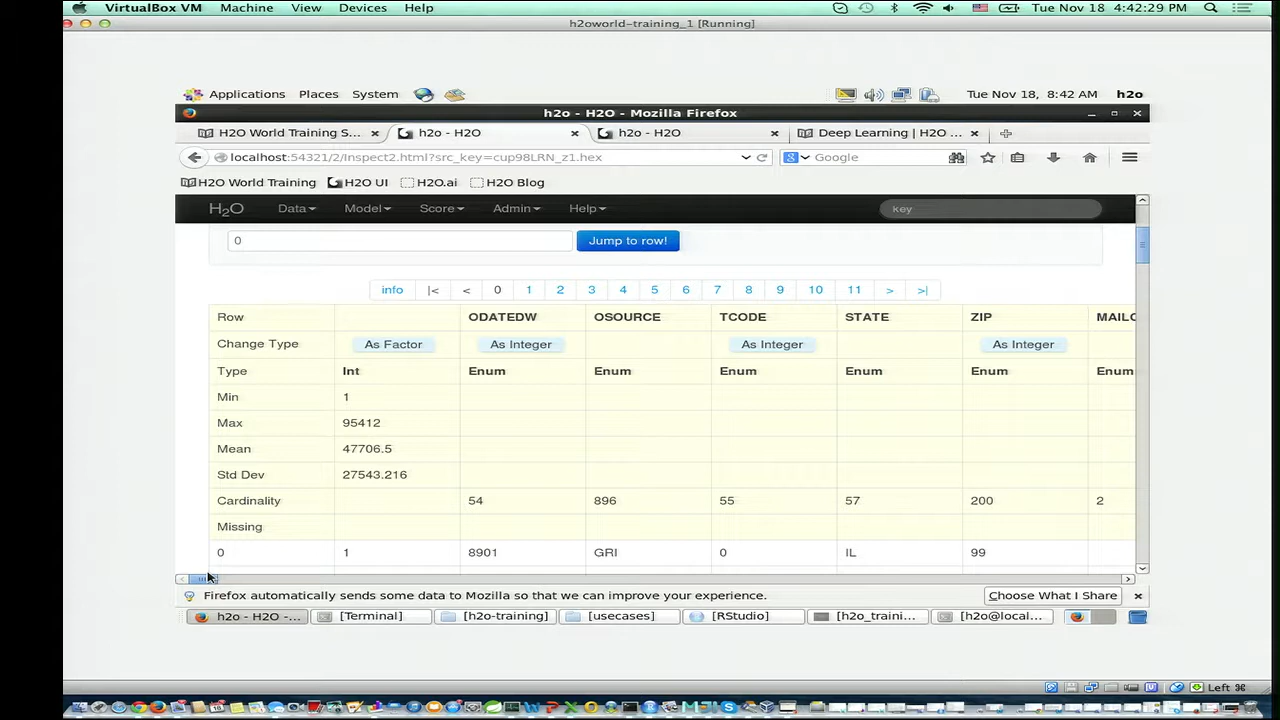 VirtualBox VM Machine View Devices Help Tue Nov 18 4:42:29 PM
h2oworld-training_1 [Running]
Applications Places System Tue Nov 18, 8:42 AM h2o
h2o - H2O - Mozilla Firefox
H2O World Training S... h2o - H2O h2o - H2O Deep Learning | H2O ...
localhost:54321/2/Inspect2.html?src_key=cup98LRN_z1.hex Google
H2O World Training H2O UI H2O.ai H2O Blog
H2O Data Model Score Admin Help key
0 Jump to row!
info |< < 0 1 2 3 4 5 6 7 8 9 10 11 > >|
Row ODATEDW OSOURCE TCODE STATE ZIP MAILC
Change Type As Factor As Integer As Integer As Integer
Type Int Enum Enum Enum Enum Enum Enum
Min 1
Max 95412
Mean 47706.5
Std Dev 27543.216
Cardinality 54 896 55 57 200 2
Missing
0 1 8901 GRI 0 IL 99
Firefox automatically sends some data to Mozilla so that we can improve your experience. Choose What I Share
h2o - H2O -... [Terminal] [h2o-training] [usecases] [RStudio] [h2o_traini... [h2o@local...
Left ⌘